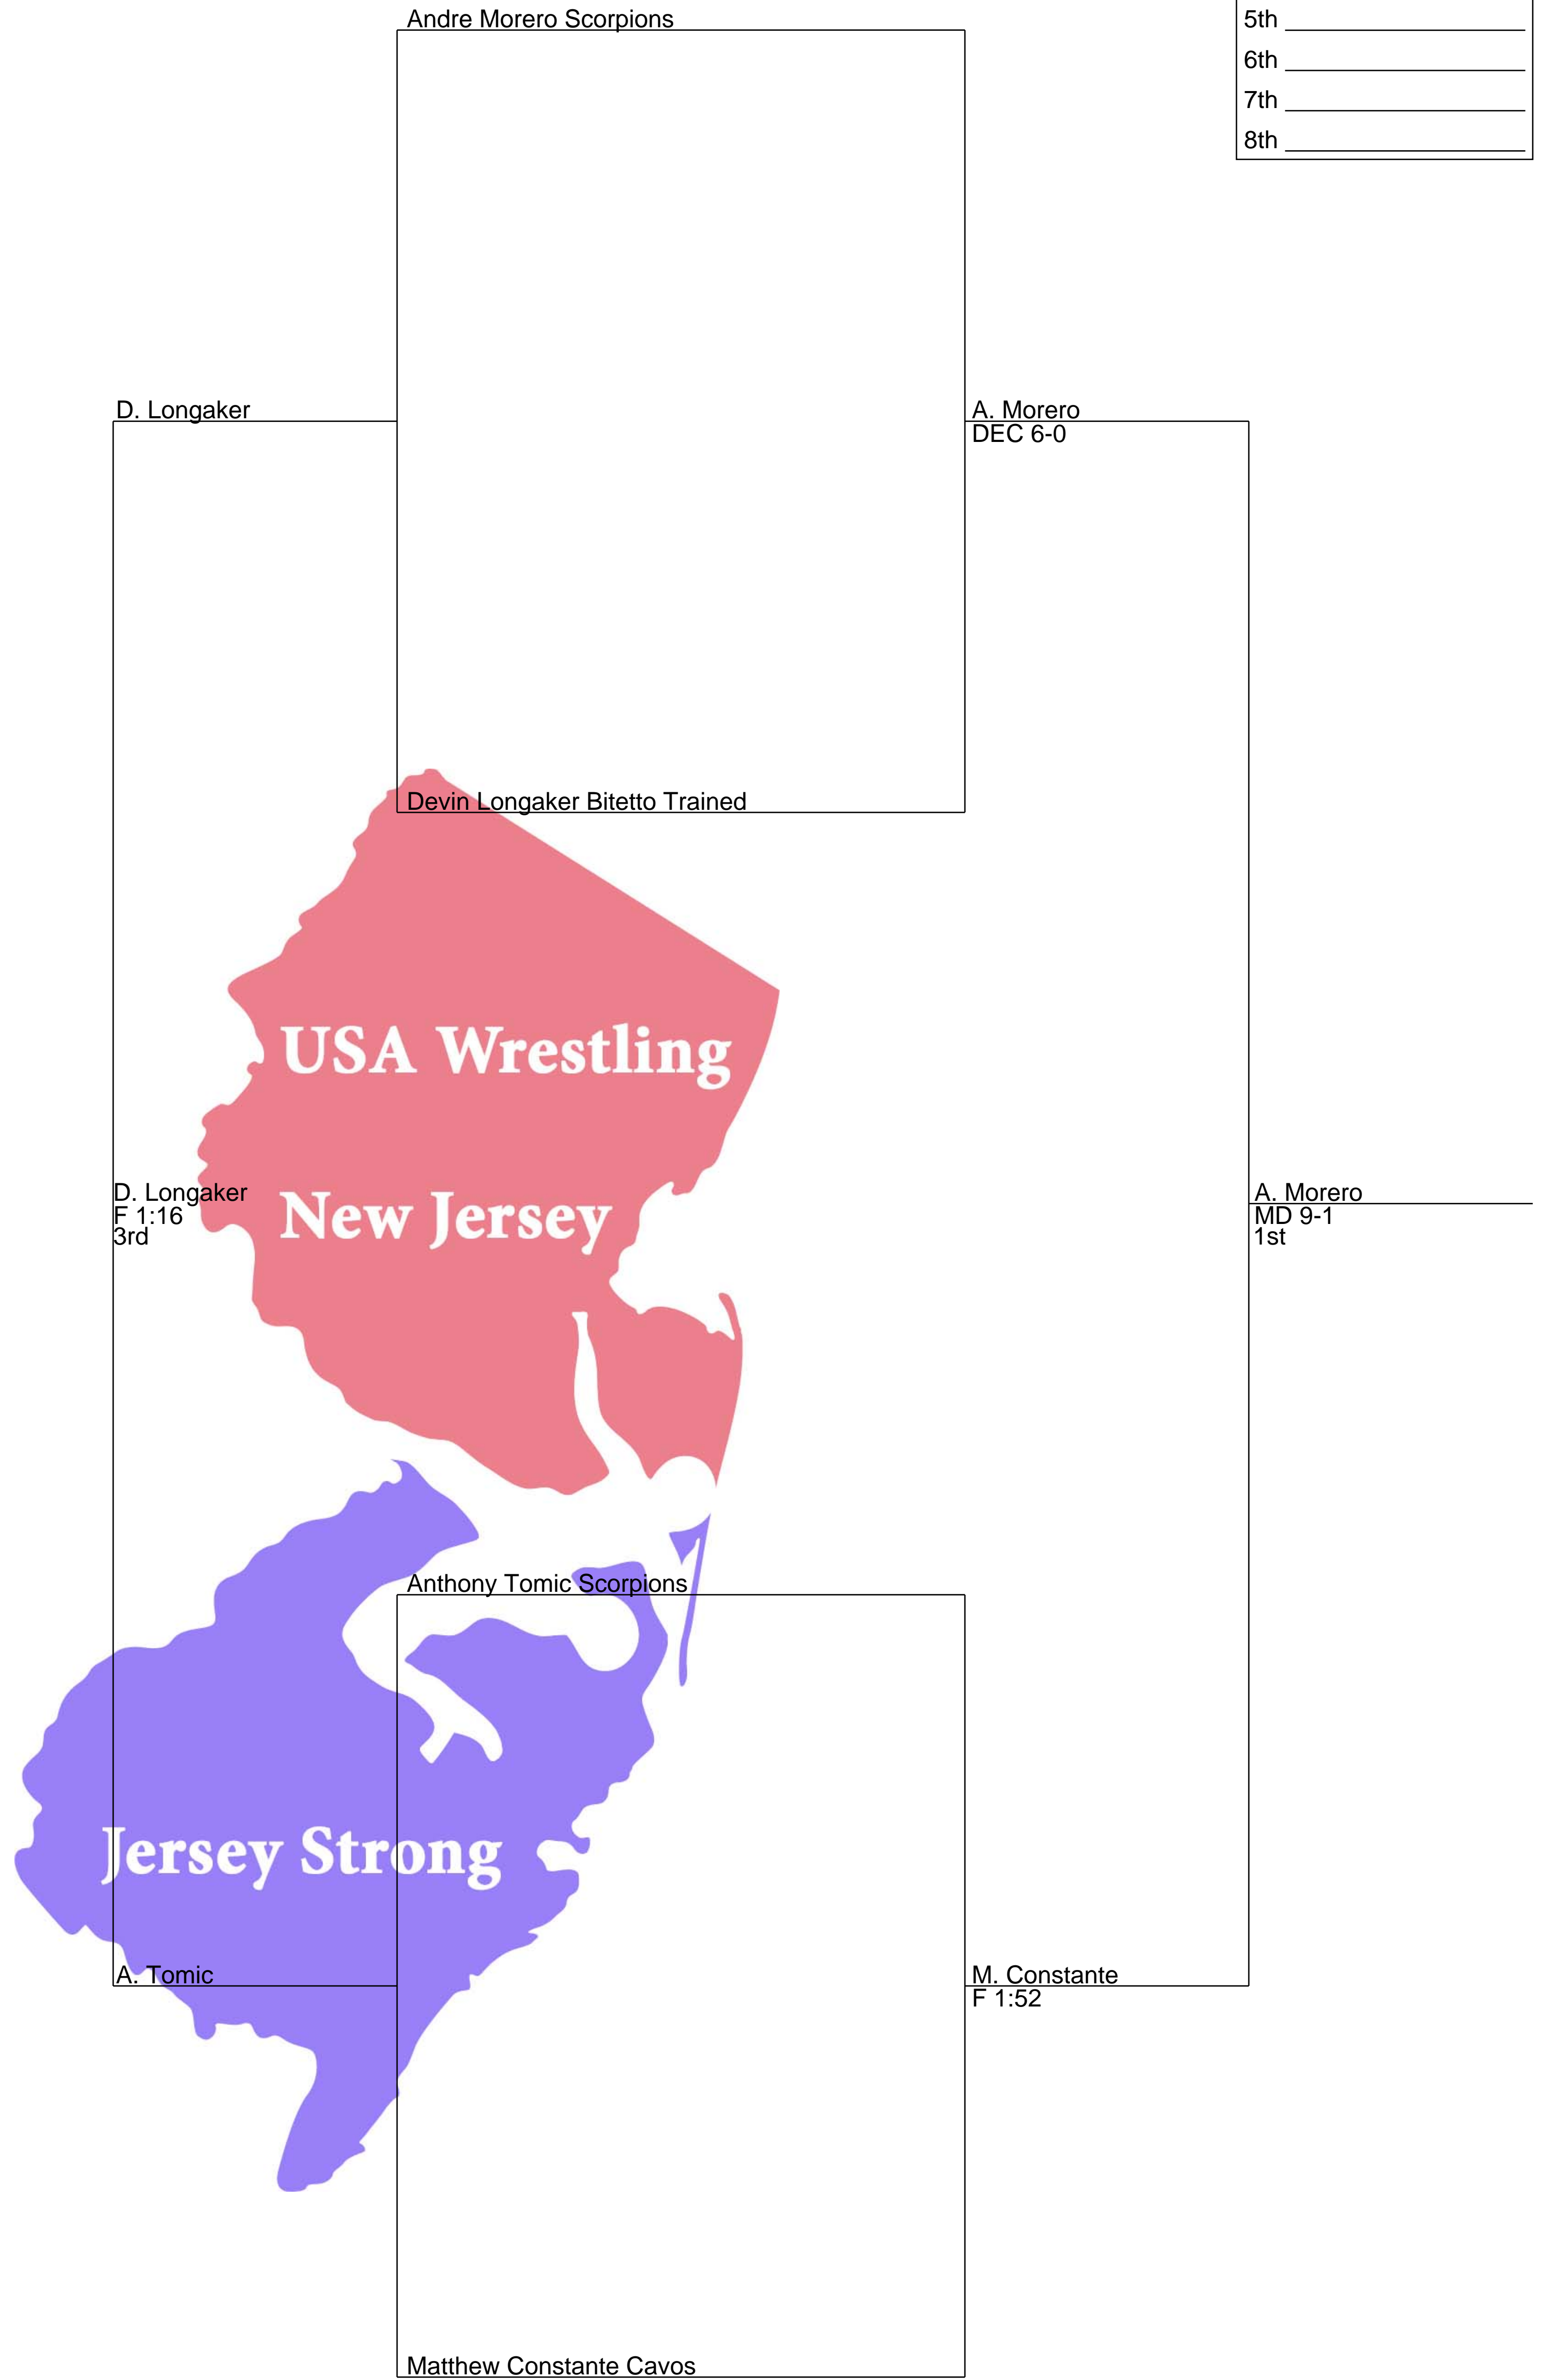 Andre Morero Scorpions
5th
6th
7th
8th
D. Longaker
A. Morero
DEC 6-0
Devin Longaker Bitetto Trained
USA Wrestling
New Jersey
D. Longaker
F 1:16
3rd
A. Morero
MD 9-1
1st
Anthony Tomic Scorpions
Jersey Strong
A. Tomic
M. Constante
F 1:52
Matthew Constante Cavos